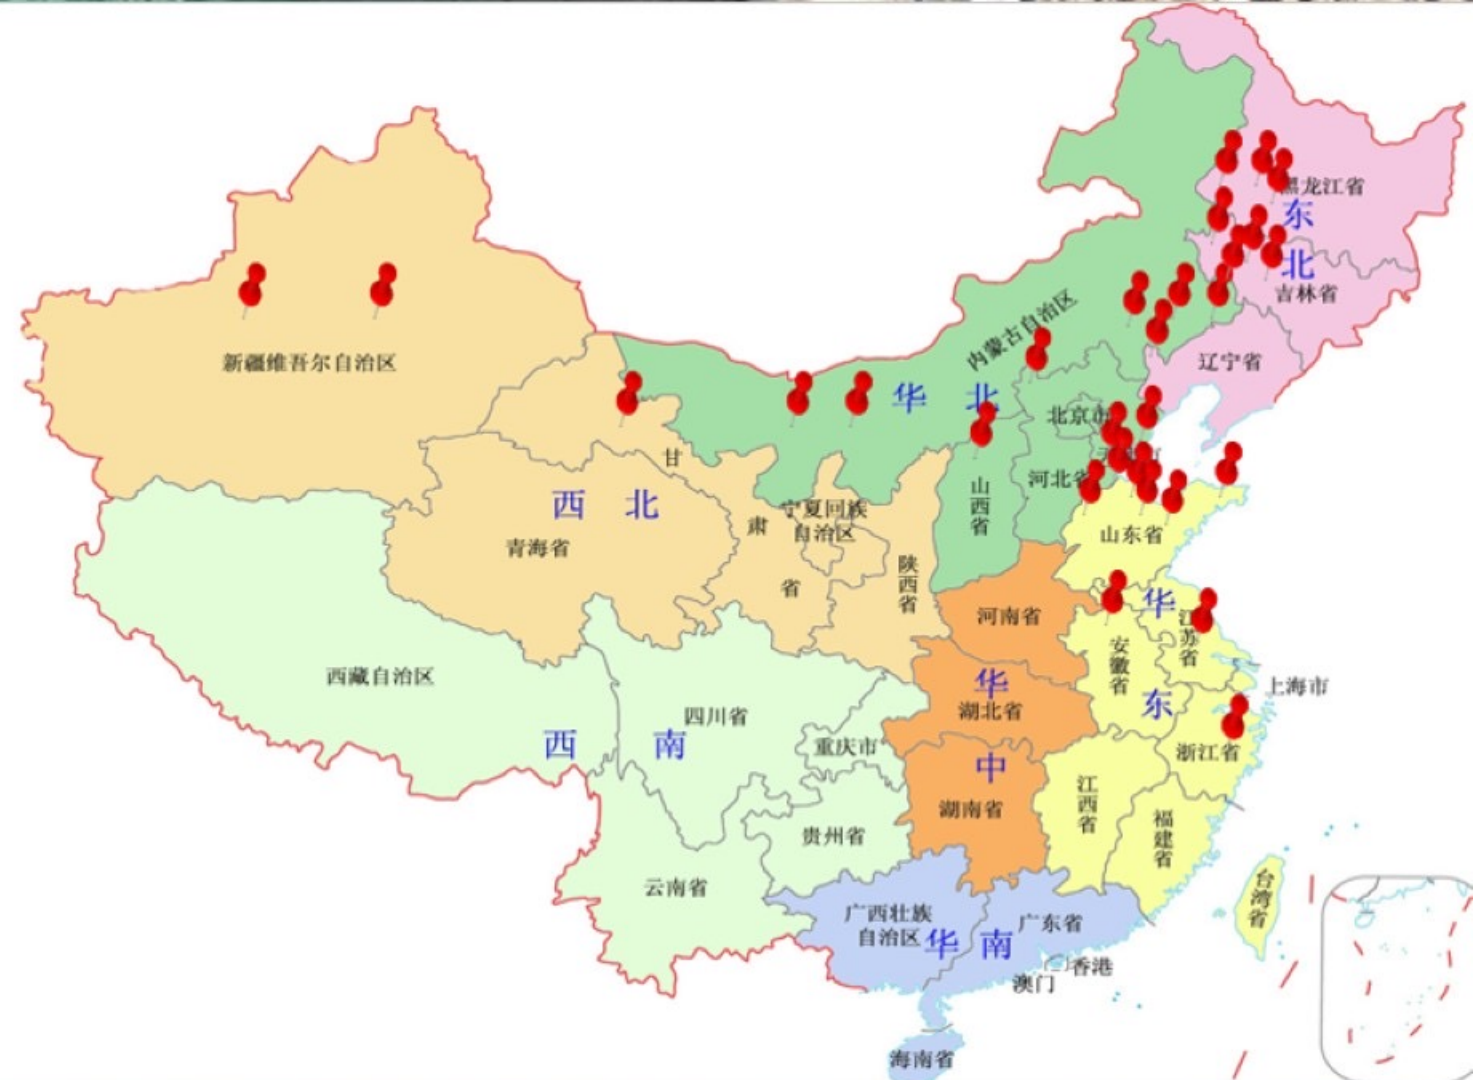 黑龙江省
东
北
吉林省
内蒙古自治区
辽宁省
新疆维吾尔自治区
华
北
北京市
甘
肃
省
河北省
山西省
西 北
宁夏回族
自治区
青海省
山东省
陕西省
华
河南省
江苏省
安徽省
西藏自治区
上海市
华
东
湖北省
四川省
西 南
重庆市
浙江省
中
湖南省
江西省
贵州省
福建省
云南省
台湾省
广西壮族
自治区
华 南
广东省
香港
澳门
海南省